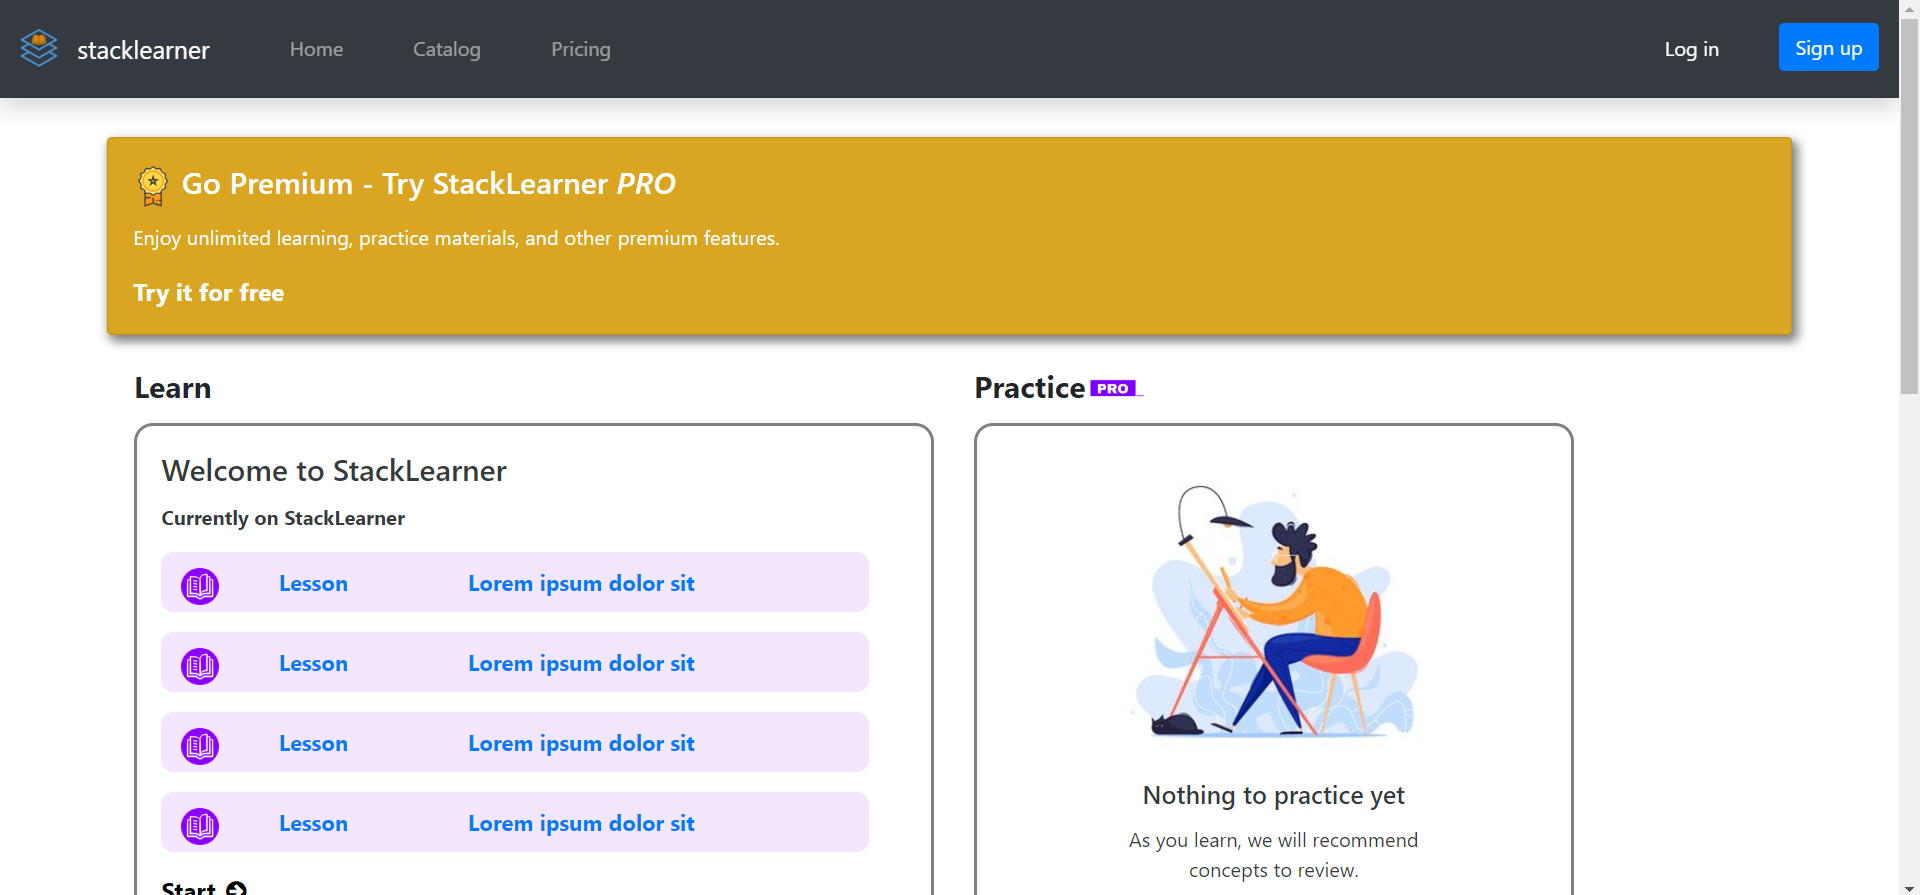 stacklearner
Home
Catalog
Pricing
Log in
Sign up
Go Premium - Try StackLearner PRO
Enjoy unlimited learning, practice materials, and other premium features.
Try it for free
Learn
Welcome to StackLearner
Currently on StackLearner
Lesson Lorem ipsum dolor sit
Lesson Lorem ipsum dolor sit
Lesson Lorem ipsum dolor sit
Lesson Lorem ipsum dolor sit
Start
Practice PRO
Nothing to practice yet
As you learn, we will recommend
concepts to review.